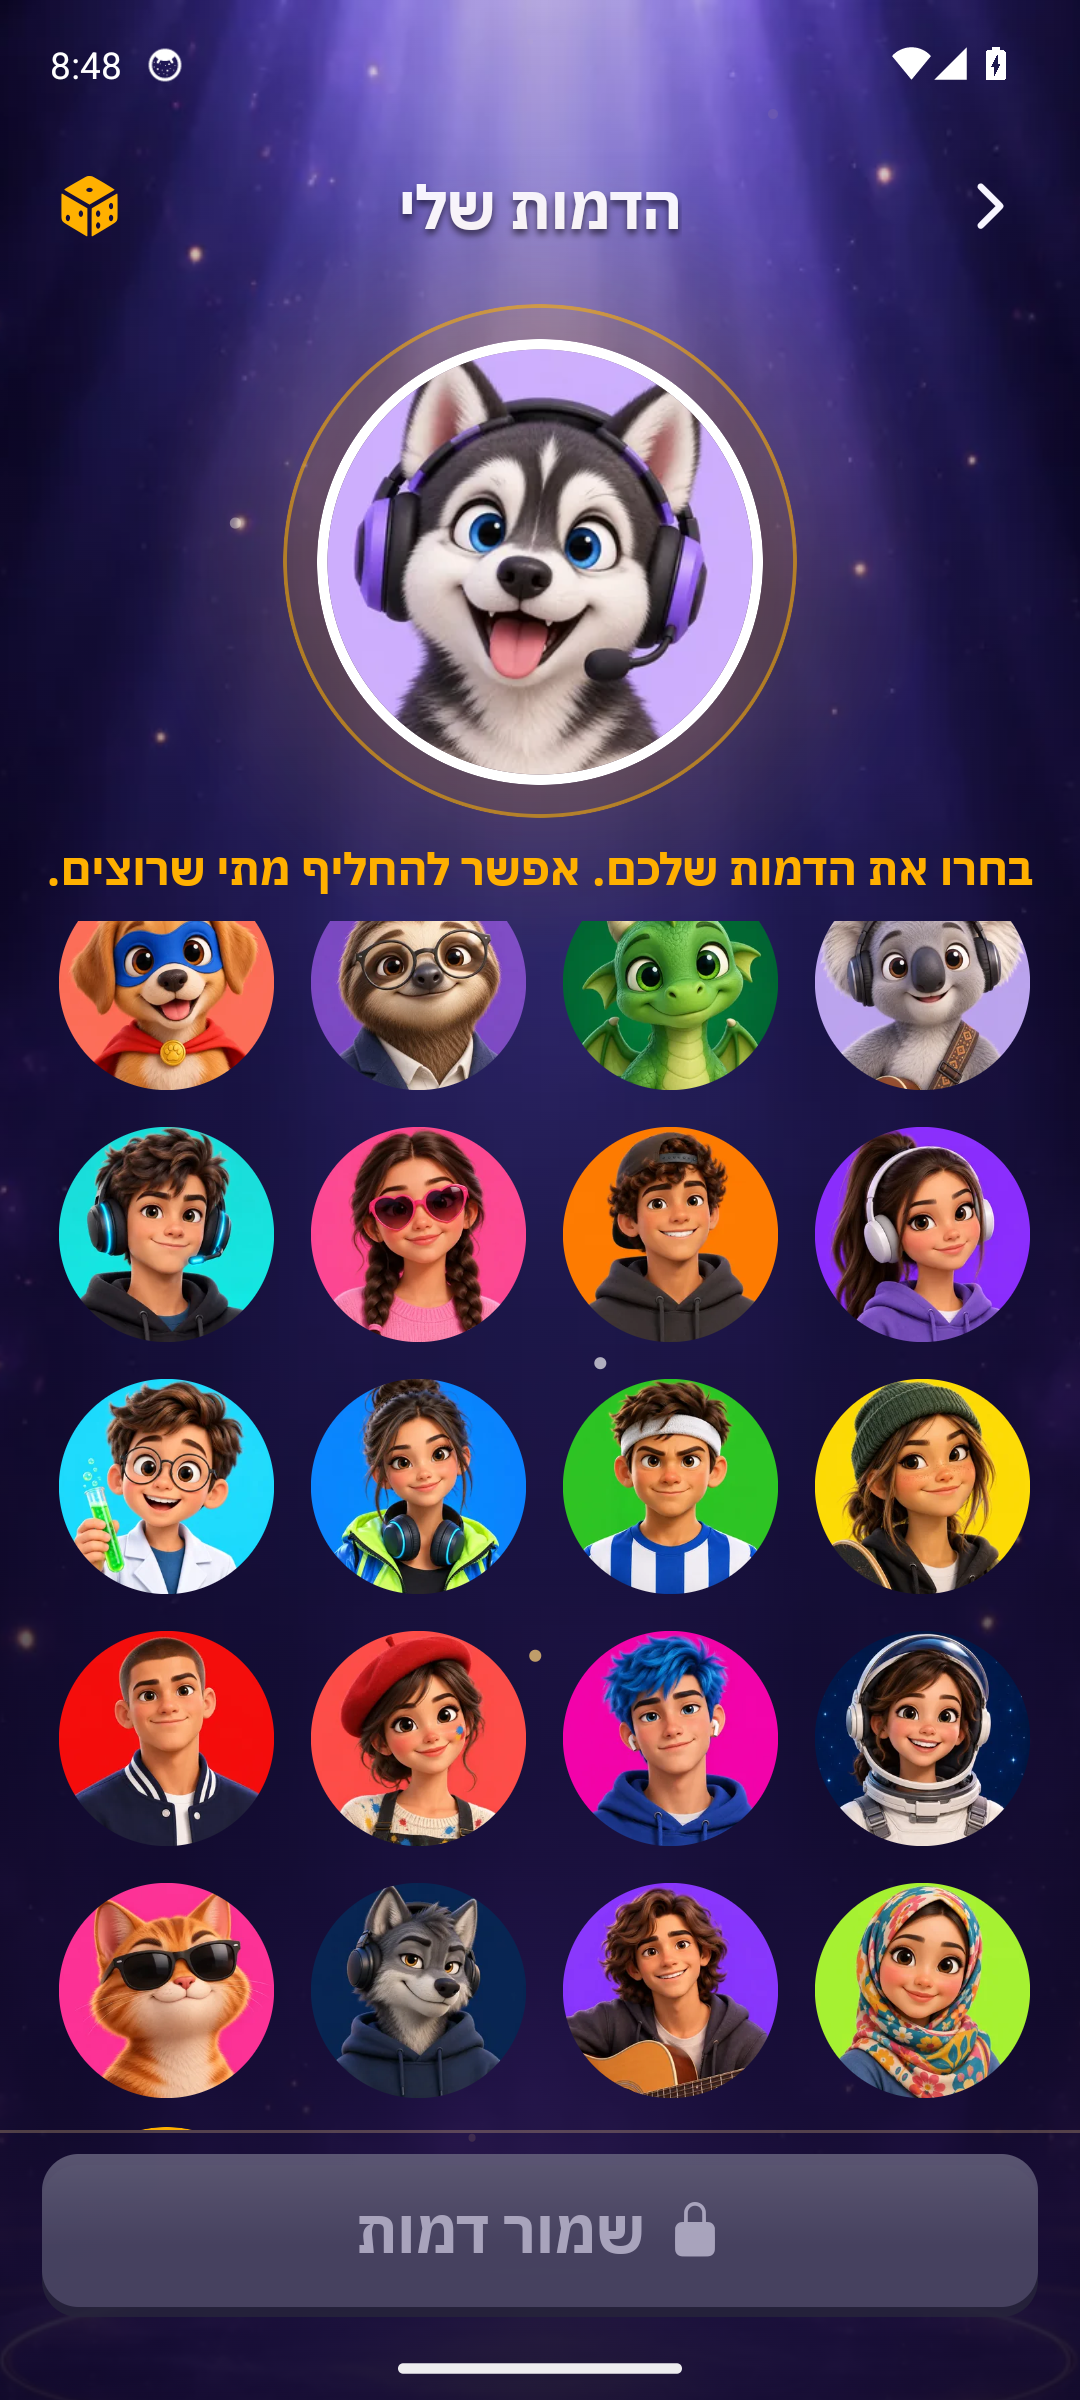 8:48
הדמות שלי
בחרו את הדמות שלכם. אפשר להחליף מתי שרוצים.
שמור דמות